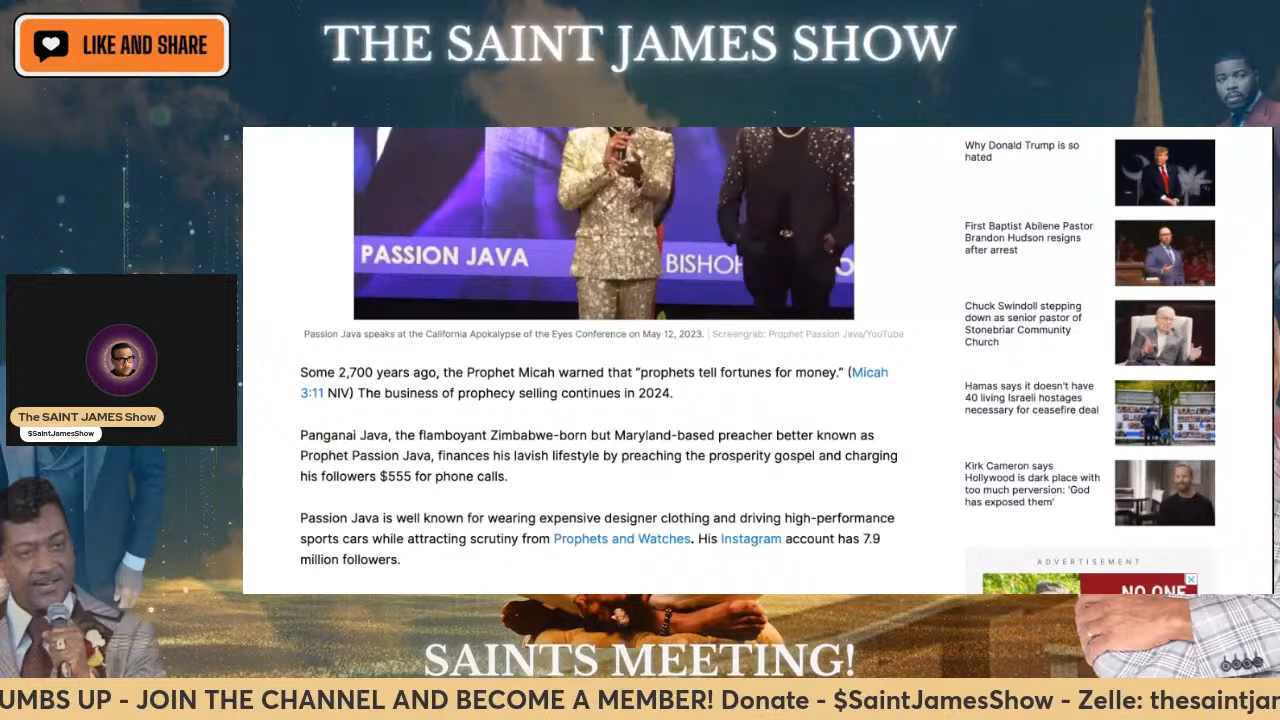 LIKE AND SHARE
THE SAINT JAMES SHOW
PASSION JAVA
BISHOP
Passion Java speaks at the California Apokalypse of the Eyes Conference on May 12, 2023. | Screengrab: Prophet Passion Java/YouTube
Some 2,700 years ago, the Prophet Micah warned that “prophets tell fortunes for money.” (Micah
3:11 NIV) The business of prophecy selling continues in 2024.
Panganai Java, the flamboyant Zimbabwe-born but Maryland-based preacher better known as
Prophet Passion Java, finances his lavish lifestyle by preaching the prosperity gospel and charging
his followers $555 for phone calls.
Passion Java is well known for wearing expensive designer clothing and driving high-performance
sports cars while attracting scrutiny from Prophets and Watches. His Instagram account has 7.9
million followers.
Why Donald Trump is so
hated
First Baptist Abilene Pastor
Brandon Hudson resigns
after arrest
Chuck Swindoll stepping
down as senior pastor of
Stonebriar Community
Church
Hamas says it doesn't have
40 living Israeli hostages
necessary for ceasefire deal
Kirk Cameron says
Hollywood is dark place with
too much perversion: 'God
has exposed them'
ADVERTISEMENT
NO ONE
The SAINT JAMES Show
$SaintJamesShow
SAINTS MEETING!
UMBS UP - JOIN THE CHANNEL AND BECOME A MEMBER! Donate - $SaintJamesShow - Zelle: thesaintjar